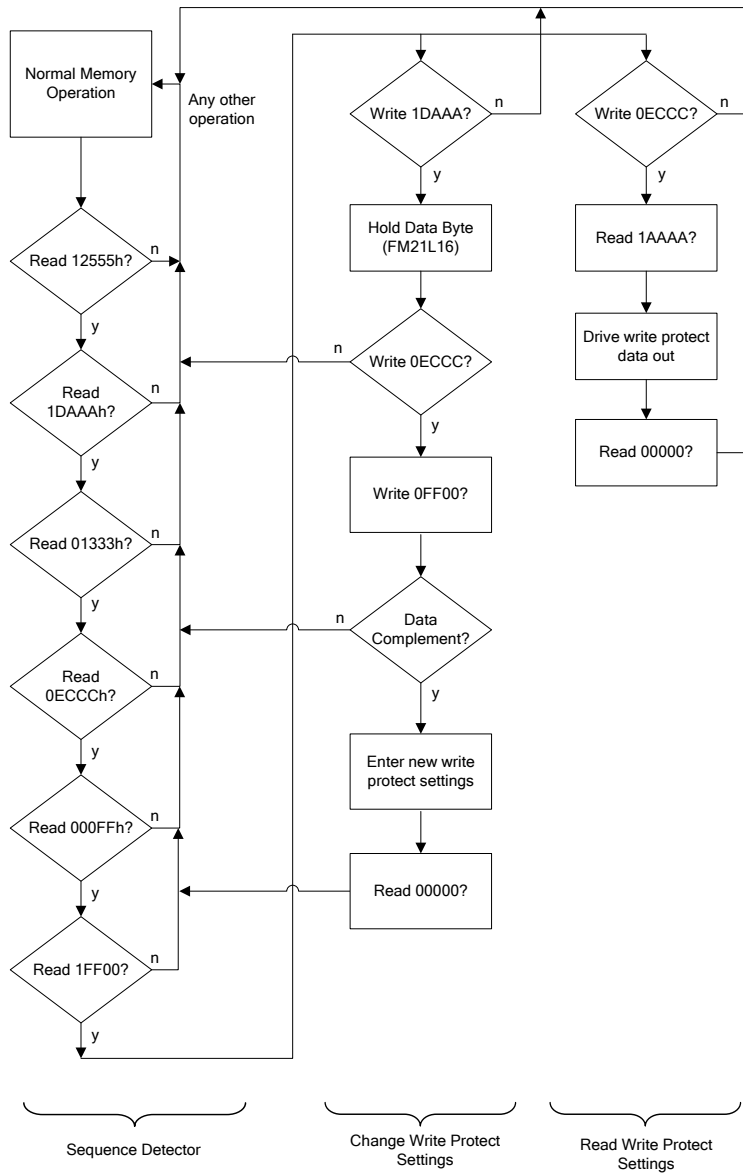 Normal Memory
Operation
Any other
operation
Read 12555h?
n
y
Read
1DAAAh?
n
y
Read 01333h?
n
y
Read
0ECCCh?
n
y
Read 000FFh?
n
y
Read 1FF00?
n
y
Sequence Detector
Write 1DAAA?
n
y
Hold Data Byte
(FM21L16)
Write 0ECCC?
n
y
Write 0FF00?
Data
Complement?
n
y
Enter new write
protect settings
Read 00000?
Change Write Protect
Settings
Write 0ECCC?
n
y
Read 1AAAA?
Drive write protect
data out
Read 00000?
Read Write Protect
Settings